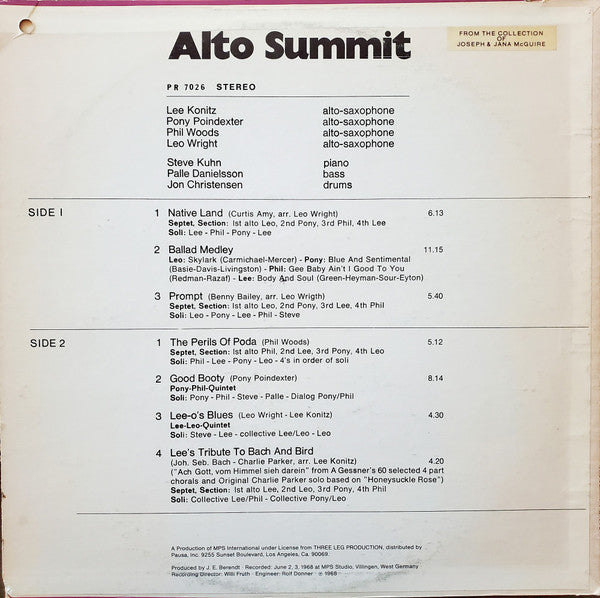 Alto Summit
FROM THE COLLECTION
OF
JOSEPH & JANA McGUIRE
PR 7026 STEREO
Lee Konitz alto-saxophone
Pony Poindexter alto-saxophone
Phil Woods alto-saxophone
Leo Wright alto-saxophone
Steve Kuhn piano
Palle Danielsson bass
Jon Christensen drums
SIDE I
1 Native Land (Curtis Amy, arr. Leo Wright) 6.13
Septet, Section: Ist alto Leo, 2nd Pony, 3rd Phil, 4th Lee
Soli: Lee - Phil - Pony - Lee
2 Ballad Medley 11.15
Leo: Skylark (Carmichael-Mercer) - Pony: Blue And Sentimental
(Basie-Davis-Livingston) - Phil: Gee Baby Ain't I Good To You
(Redman-Razaf) - Lee: Body And Soul (Green-Heyman-Sour-Eyton)
3 Prompt (Benny Bailey, arr. Leo Wrigth) 5.40
Septet, Section: Ist alto Leo, 2nd Pony, 3rd Lee, 4th Phil
Soli: Leo - Pony - Lee - Phil - Steve
SIDE 2
1 The Perils Of Poda (Phil Woods) 5.12
Septet, Section: Ist alto Phil, 2nd Lee, 3rd Pony, 4th Leo
Soli: Phil - Lee - Pony - Leo - 4's in order of soli
2 Good Booty (Pony Poindexter) 8.14
Pony-Phil-Quintet
Soli: Pony - Phil - Steve - Palle - Dialog Pony/Phil
3 Lee-o's Blues (Leo Wright - Lee Konitz) 4.30
Lee-Leo-Quintet
Soli: Steve - Lee - collective Lee/Leo - Leo
4 Lee's Tribute To Bach And Bird 4.20
(Joh. Seb. Bach - Charlie Parker, arr. Lee Konitz)
("Ach Gott, vom Himmel sieh darein" from A Gessner's 60 selected 4 part
chorals and Original Charlie Parker solo based on "Honeysuckle Rose")
Septet, Section: Ist alto Lee, 2nd Leo, 3rd Pony, 4th Phil
Soli: Collective Lee/Phil - Collective Pony/Leo
A Production of MPS International under License from THREE LEG PRODUCTION, distributed by
Pausa, Inc. 9255 Sunset Boulevard, Los Angeles, Ca. 90069.
Produced by J. E. Berendt · Recorded: June 2, 3, 1968 at MPS Studio, Villingen, West Germany
Recording Director: Willi Fruth · Engineer: Rolf Donner · ℗ 1968